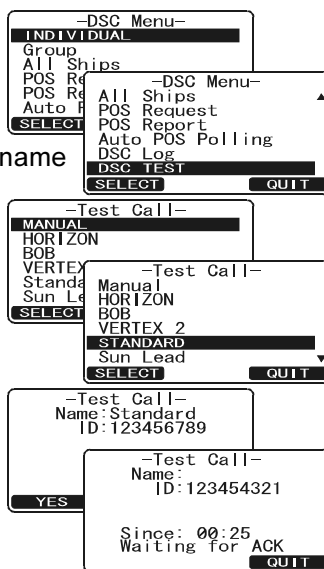 –DSC Menu–
INDIVIDUAL
Group
All Ships
POS Re
POS Re
Auto
SELECT
–DSC Menu–
All Ships
POS Request
POS Report
Auto POS Polling
DSC Log
DSC TEST
SELECT QUIT
name
–Test Call–
MANUAL
HORIZON
BOB
VERTEX
Standa
Sun Le
SELECT
–Test Call–
Manual
HORIZON
BOB
VERTEX 2
STANDARD
Sun Lead
SELECT QUIT
–Test Call–
Name:Standard
ID:123456789
YES
–Test Call–
Name:
ID:123454321
Since: 00:25
Waiting for ACK
QUIT